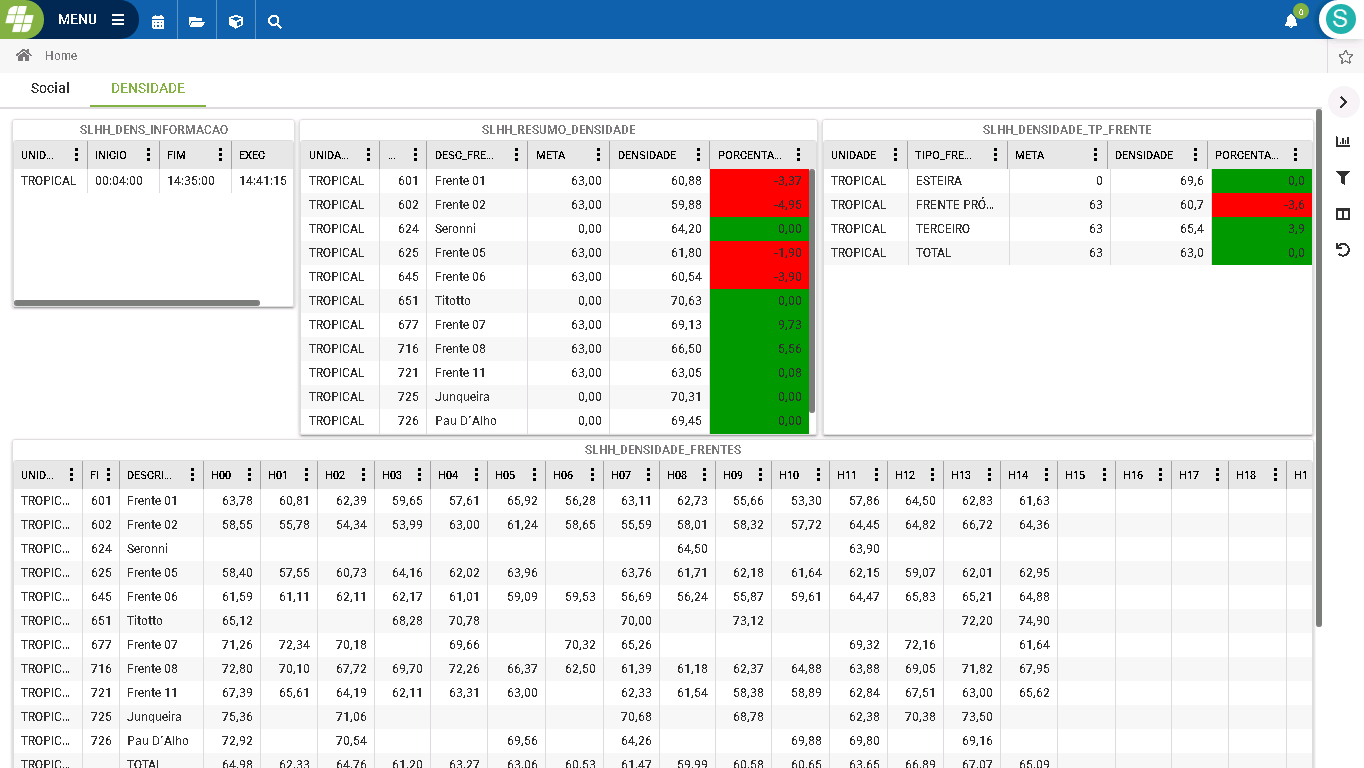 MENU
0
S
Home
Social DENSIDADE
SLHH_DENS_INFORMACAO
UNID... INICIO FIM EXEC
TROPICAL 00:04:00 14:35:00 14:41:15
SLHH_RESUMO_DENSIDADE
UNIDA... ... DESC_FRE... META DENSIDADE PORCENTA...
TROPICAL 601 Frente 01 63,00 60,88 -3,37
TROPICAL 602 Frente 02 63,00 59,88 -4,95
TROPICAL 624 Seronni 0,00 64,20 0,00
TROPICAL 625 Frente 05 63,00 61,80 -1,90
TROPICAL 645 Frente 06 63,00 60,54 -3,90
TROPICAL 651 Titotto 0,00 70,63 0,00
TROPICAL 677 Frente 07 63,00 69,13 9,73
TROPICAL 716 Frente 08 63,00 66,50 5,56
TROPICAL 721 Frente 11 63,00 63,05 0,08
TROPICAL 725 Junqueira 0,00 70,31 0,00
TROPICAL 726 Pau D´Alho 0,00 69,45 0,00
SLHH_DENSIDADE_TP_FRENTE
UNIDADE TIPO_FRE... META DENSIDADE PORCENTA...
TROPICAL ESTEIRA 0 69,6 0,0
TROPICAL FRENTE PRÓ... 63 60,7 -3,6
TROPICAL TERCEIRO 63 65,4 3,9
TROPICAL TOTAL 63 63,0 0,0
SLHH_DENSIDADE_FRENTES
UNID... FI DESCRI... H00 H01 H02 H03 H04 H05 H06 H07 H08 H09 H10 H11 H12 H13 H14 H15 H16 H17 H18 H1
TROPIC... 601 Frente 01 63,78 60,81 62,39 59,65 57,61 65,92 56,28 63,11 62,73 55,66 53,30 57,86 64,50 62,83 61,63
TROPIC... 602 Frente 02 58,55 55,78 54,34 53,99 63,00 61,24 58,65 55,59 58,01 58,32 57,72 64,45 64,82 66,72 64,36
TROPIC... 624 Seronni 64,50 63,90
TROPIC... 625 Frente 05 58,40 57,55 60,73 64,16 62,02 63,96 63,76 61,71 62,18 61,64 62,15 59,07 62,01 62,95
TROPIC... 645 Frente 06 61,59 61,11 62,11 62,17 61,01 59,09 59,53 56,69 56,24 55,87 59,61 64,47 65,83 65,21 64,88
TROPIC... 651 Titotto 65,12 68,28 70,78 70,00 73,12 72,20 74,90
TROPIC... 677 Frente 07 71,26 72,34 70,18 69,66 70,32 65,26 69,32 72,16 61,64
TROPIC... 716 Frente 08 72,80 70,10 67,72 69,70 72,26 66,37 62,50 61,39 61,18 62,37 64,88 63,88 69,05 71,82 67,95
TROPIC... 721 Frente 11 67,39 65,61 64,19 62,11 63,31 63,00 62,33 61,54 58,38 58,89 62,84 67,51 63,00 65,62
TROPIC... 725 Junqueira 75,36 71,06 70,68 68,78 62,38 70,38 73,50
TROPIC... 726 Pau D´Alho 72,92 70,54 69,56 64,26 69,88 69,80 69,16
TROPIC... TOTAL 64,98 62,33 64,76 61,20 63,27 63,06 60,53 61,47 59,99 60,58 60,65 63,65 66,89 67,07 65,09